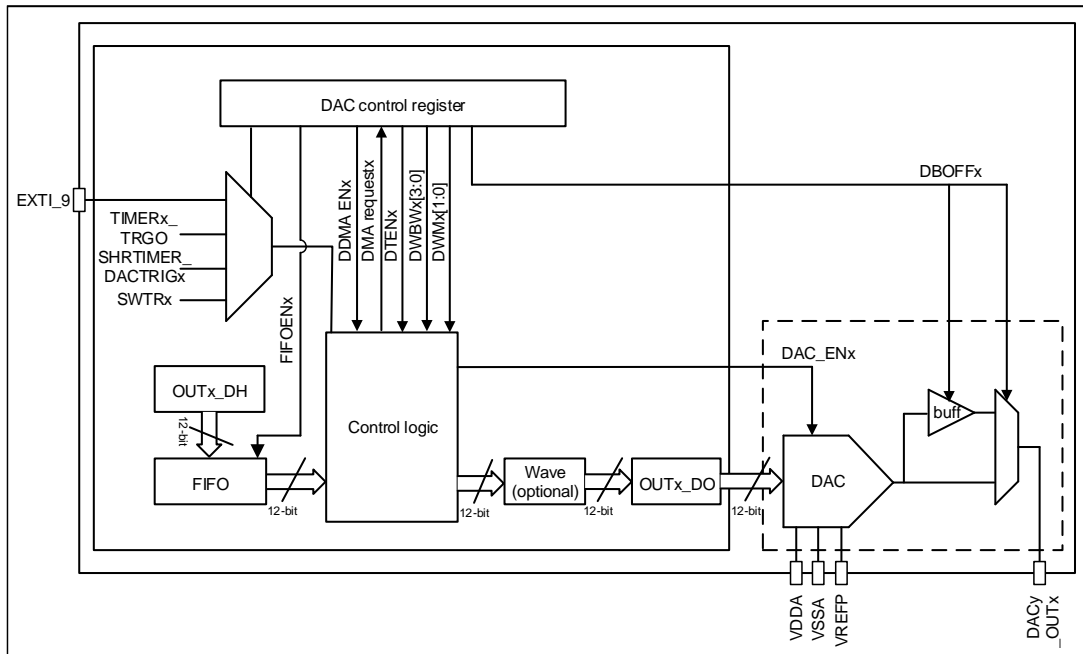 DAC control register
EXTI_9
TIMERx_
TRGO
SHRTIMER_
DACTRIGx
SWTRx
FIFOENx
DDMA ENx
DMA requestx
DTENx
DWBWx[3:0]
DWMx[1:0]
DBOFFx
OUTx_DH
12-bit
FIFO
12-bit
Control logic
12-bit
Wave
(optional)
12-bit
OUTx_DO
12-bit
DAC_ENx
DAC
buff
VDDA
VSSA
VREFP
DACy
_OUTx